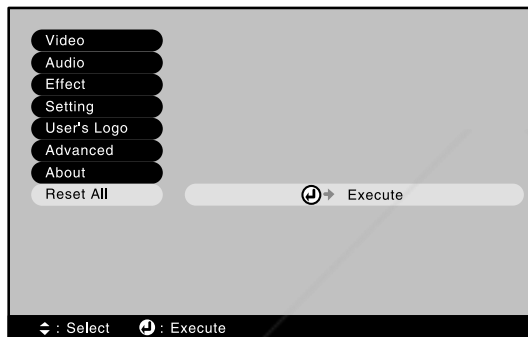 Video
Audio
Effect
Setting
User's Logo
Advanced
About
Reset All Execute
: Select : Execute